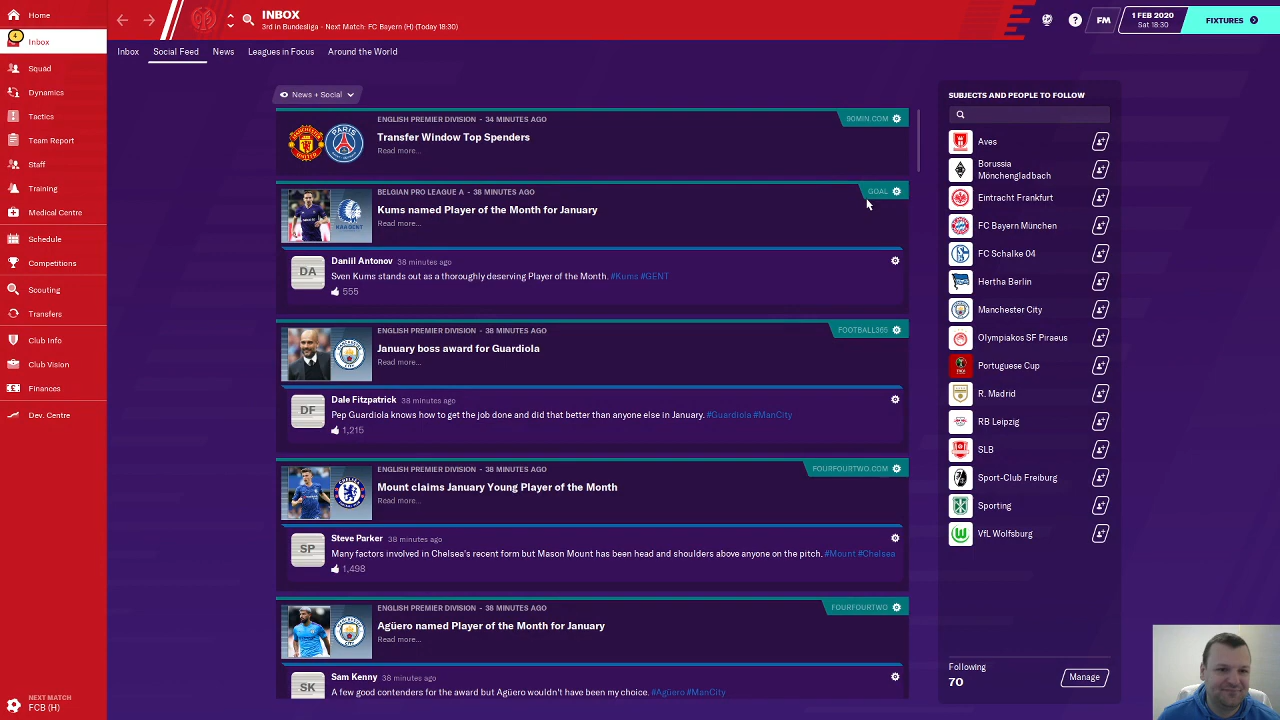 Home
INBOX
3rd in Bundesliga - Next Match: FC Bayern (H) (Today 18:30)
?
FM
1 FEB 2020
Sat 18:30
FIXTURES
4
Inbox
Squad
Dynamics
Tactics
Team Report
Staff
Training
Medical Centre
Schedule
Competitions
Scouting
Transfers
Club Info
Club Vision
Finances
Dev. Centre
NEXT MATCH
FCB (H)
Inbox Social Feed News Leagues in Focus Around the World
News + Social
ENGLISH PREMIER DIVISION - 34 MINUTES AGO
90MIN.COM
Transfer Window Top Spenders
Read more...
BELGIAN PRO LEAGUE A - 38 MINUTES AGO
GOAL
Kums named Player of the Month for January
Read more...
DA
Daniil Antonov 38 minutes ago
Sven Kums stands out as a thoroughly deserving Player of the Month. #Kums #GENT
555
ENGLISH PREMIER DIVISION - 38 MINUTES AGO
FOOTBALL365
January boss award for Guardiola
Read more...
DF
Dale Fitzpatrick 38 minutes ago
Pep Guardiola knows how to get the job done and did that better than anyone else in January. #Guardiola #ManCity
1,215
ENGLISH PREMIER DIVISION - 38 MINUTES AGO
FOURFOURTWO.COM
Mount claims January Young Player of the Month
Read more...
SP
Steve Parker 38 minutes ago
Many factors involved in Chelsea's recent form but Mason Mount has been head and shoulders above anyone on the pitch. #Mount #Chelsea
1,498
ENGLISH PREMIER DIVISION - 38 MINUTES AGO
FOURFOURTWO
Agüero named Player of the Month for January
Read more...
SK
Sam Kenny 38 minutes ago
A few good contenders for the award but Agüero wouldn't have been my choice. #Agüero #ManCity
SUBJECTS AND PEOPLE TO FOLLOW
Aves
Borussia
Mönchengladbach
Eintracht Frankfurt
FC Bayern München
FC Schalke 04
Hertha Berlin
Manchester City
Olympiakos SF Piraeus
Portuguese Cup
R. Madrid
RB Leipzig
SLB
Sport-Club Freiburg
Sporting
VfL Wolfsburg
Following
70
Manage